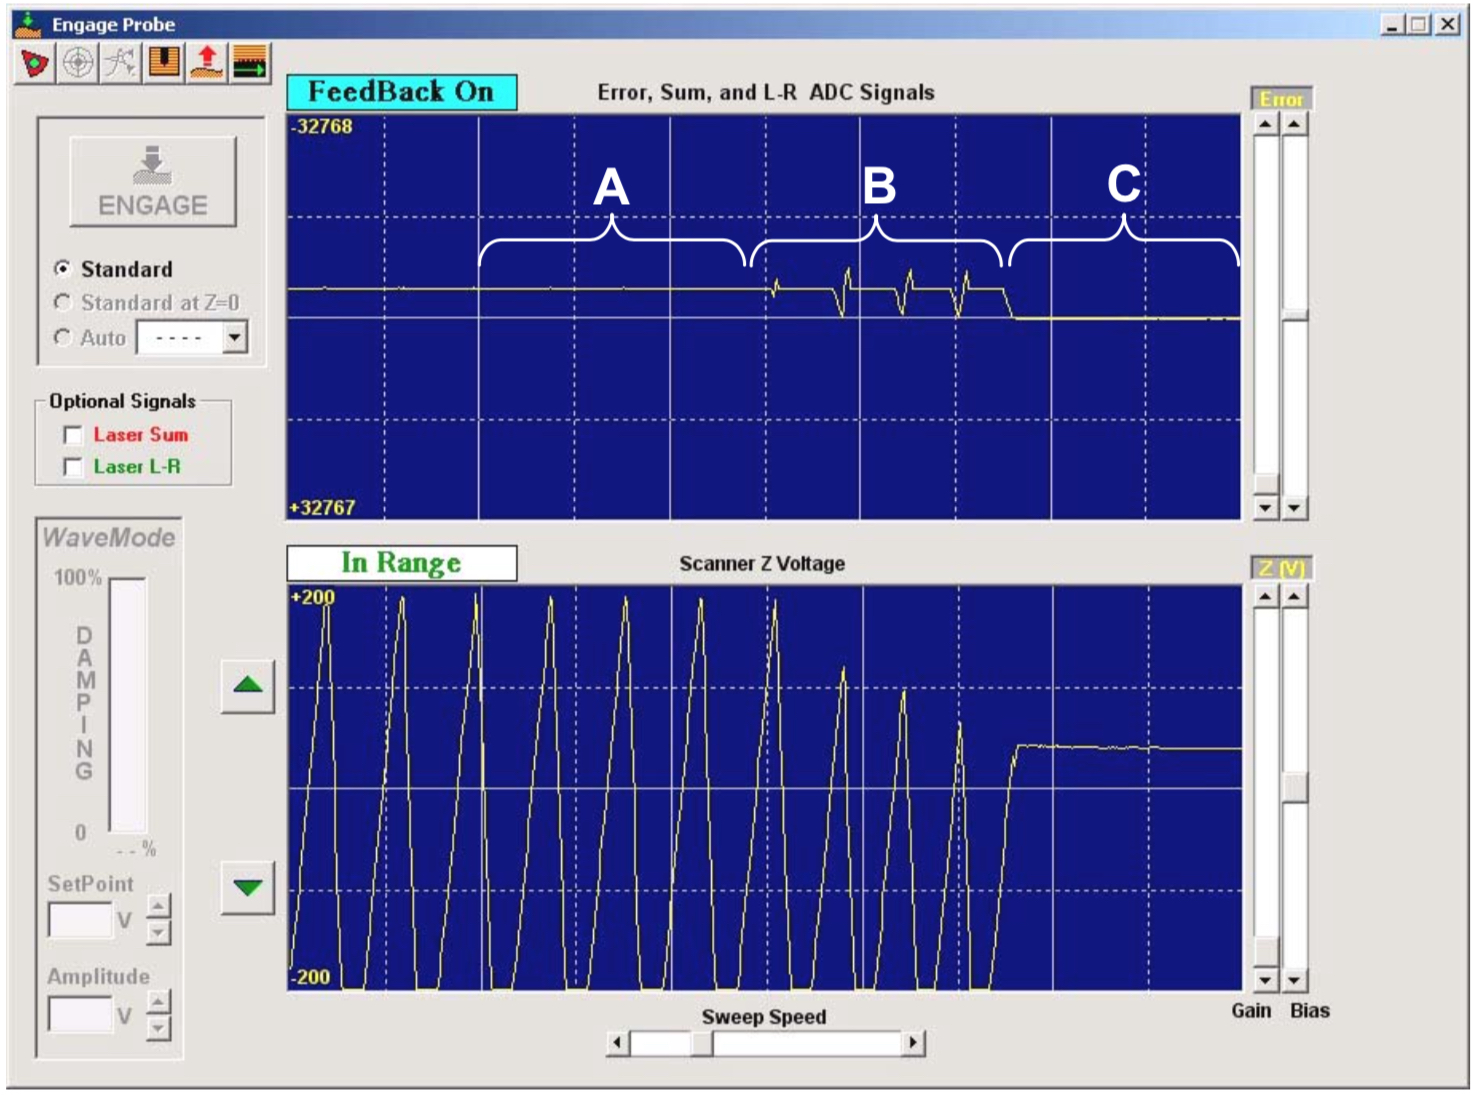 Engage Probe
FeedBack On
Error, Sum, and L-R ADC Signals
Error
-32768
A
B
C
+32767
ENGAGE
Standard
Standard at Z=0
Auto
- - - -
Optional Signals
Laser Sum
Laser L-R
WaveMode
100%
DAMPING
0
- - %
SetPoint
V
Amplitude
V
In Range
Scanner Z Voltage
Z (V)
+200
-200
Gain Bias
Sweep Speed